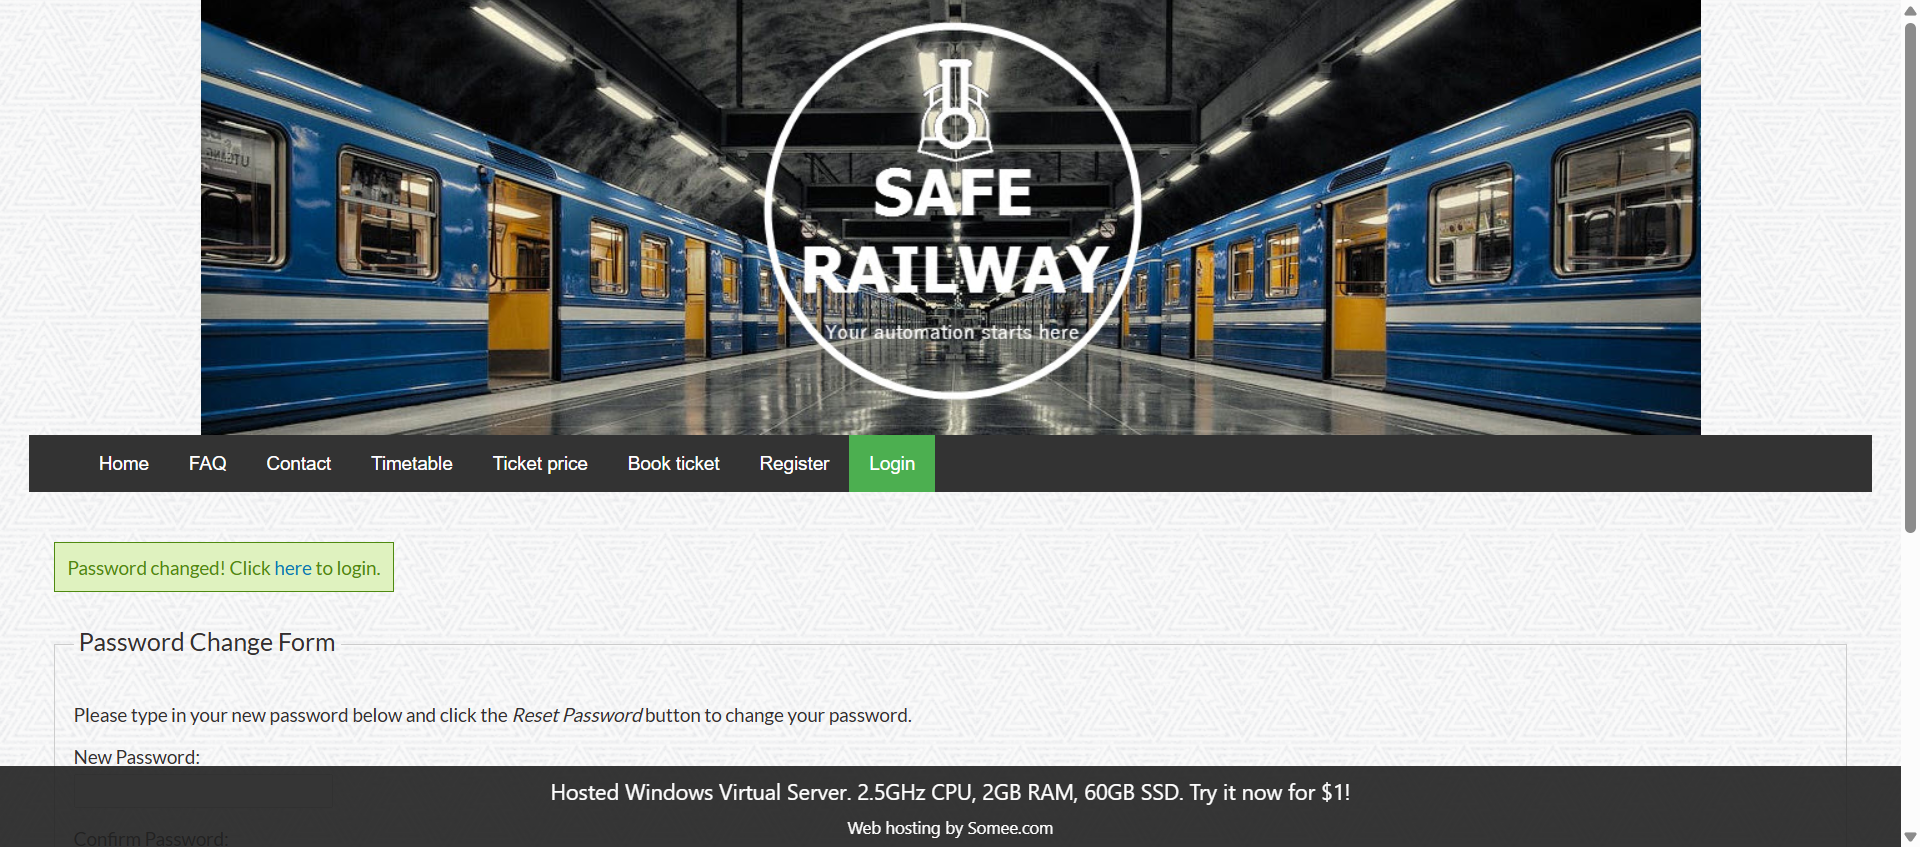 SAFE
RAILWAY
Your automation starts here
Home FAQ Contact Timetable Ticket price Book ticket Register Login
Password changed! Click here to login.
Password Change Form
Please type in your new password below and click the Reset Password button to change your password.
New Password:
Hosted Windows Virtual Server. 2.5GHz CPU, 2GB RAM, 60GB SSD. Try it now for $1!
Web hosting by Somee.com
Confirm Password: